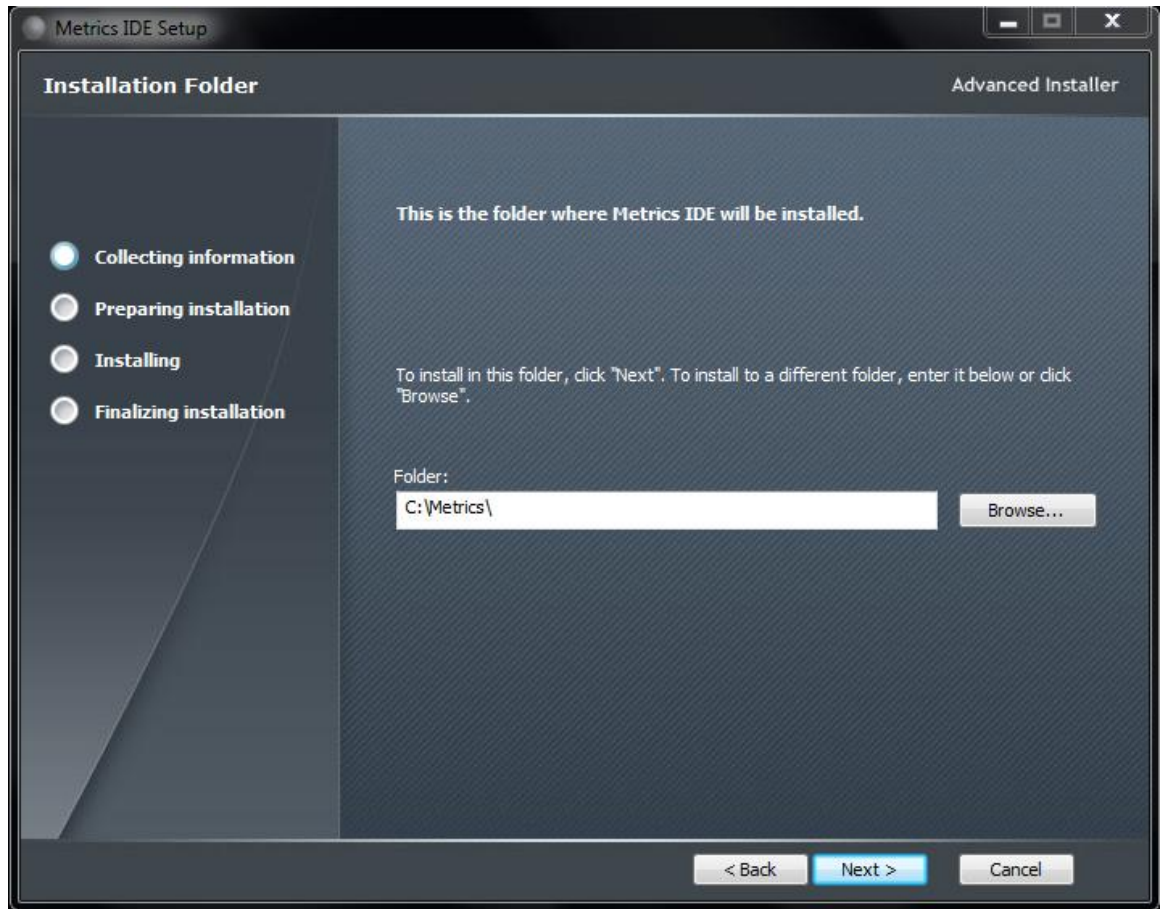 Metrics IDE Setup
Installation Folder
Advanced Installer
This is the folder where Metrics IDE will be installed.
Collecting information
Preparing installation
Installing
Finalizing installation
To install in this folder, click "Next". To install to a different folder, enter it below or click
"Browse".
Folder:
C:\Metrics\
Browse...
< Back
Next >
Cancel